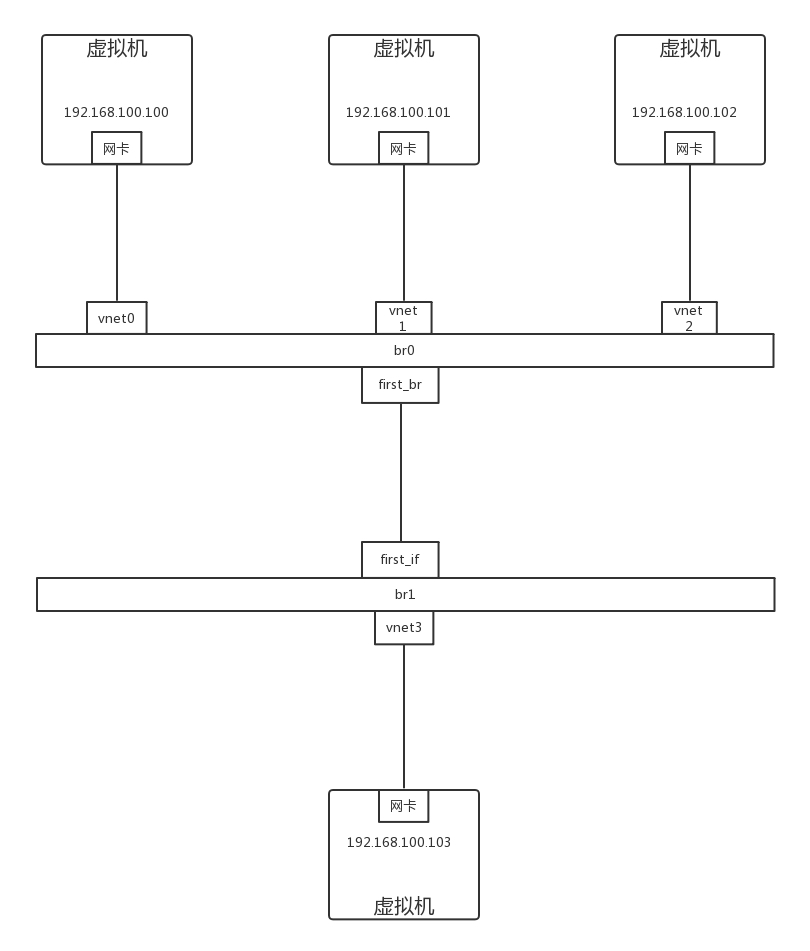 虚拟机
虚拟机
虚拟机
192.168.100.100
192.168.100.101
192.168.100.102
网卡
网卡
网卡
vnet0
vnet
1
vnet
2
br0
first_br
first_if
br1
vnet3
网卡
192.168.100.103
虚拟机